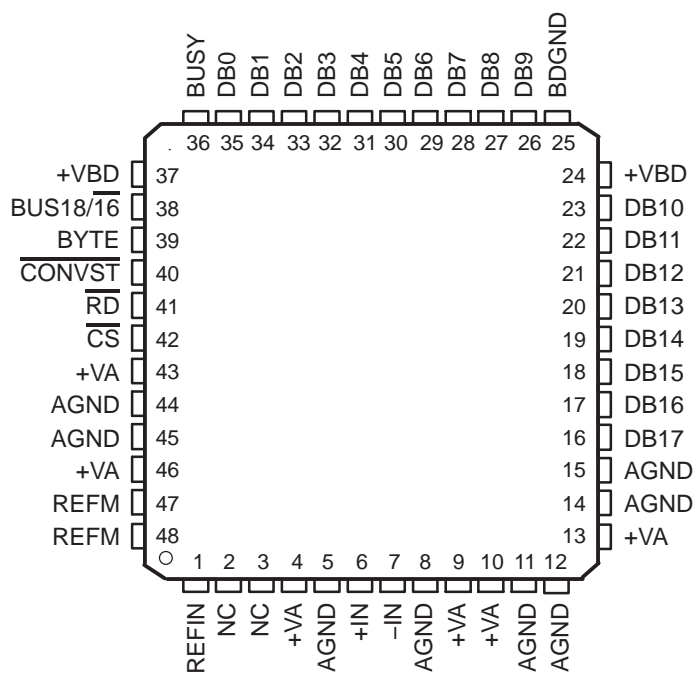 BUSY
DB0
DB1
DB2
DB3
DB4
DB5
DB6
DB7
DB8
DB9
BDGND
36 35 34 33 32 31 30 29 28 27 26 25
+VBD 37 24 +VBD
BUS18/16 38 23 DB10
BYTE 39 22 DB11
CONVST 40 21 DB12
RD 41 20 DB13
CS 42 19 DB14
+VA 43 18 DB15
AGND 44 17 DB16
AGND 45 16 DB17
+VA 46 15 AGND
REFM 47 14 AGND
REFM 48 13 +VA
1 2 3 4 5 6 7 8 9 10 11 12
REFIN
NC
NC
+VA
AGND
+IN
−IN
AGND
+VA
+VA
AGND
AGND